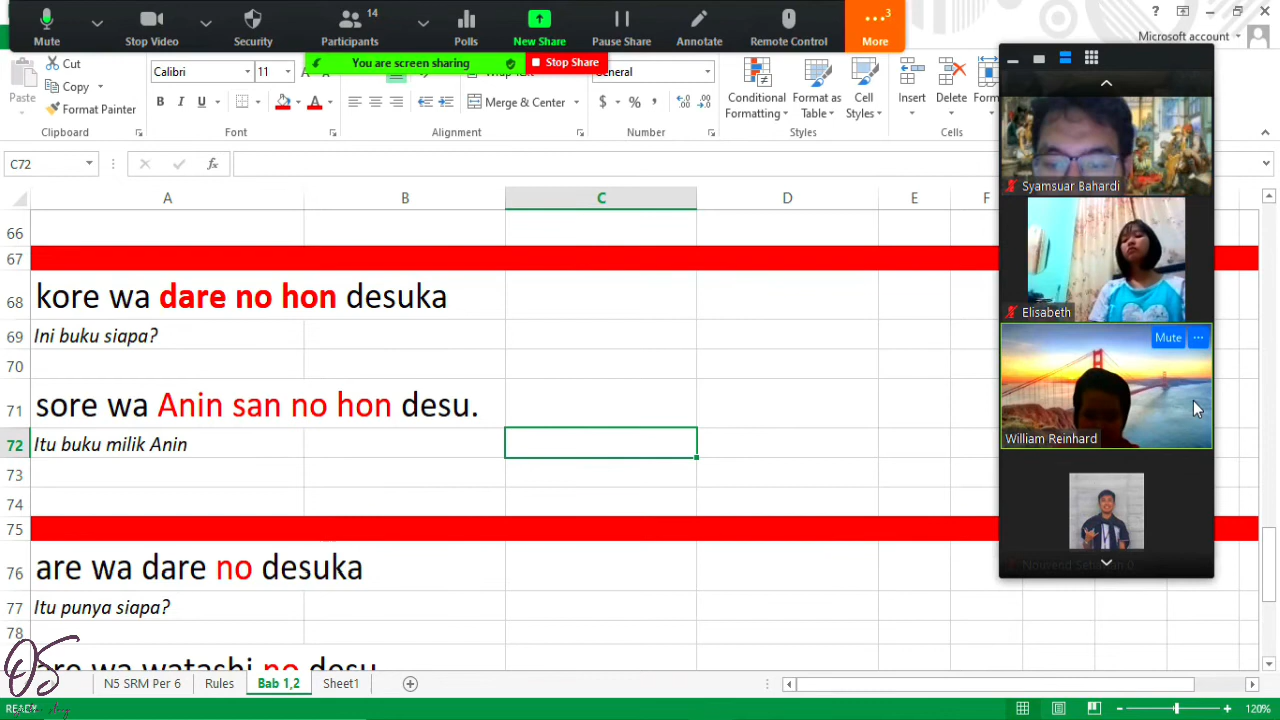 Mute
Stop Video
Security
14
Participants
Polls
New Share
Pause Share
Annotate
Remote Control
3
More
You are screen sharing
Stop Share
Microsoft account
Paste
Cut
Copy
Format Painter
Calibri
11
B I U
Merge & Center
General
$ % ,
Conditional Formatting
Format as Table
Cell Styles
Insert
Delete
Clipboard
Font
Alignment
Number
Styles
Cells
C72
fx
A B C D E F
66
67
68 kore wa dare no hon desuka
69 Ini buku siapa?
70
71 sore wa Anin san no hon desu.
72 Itu buku milik Anin
73
74
75
76 are wa dare no desuka
77 Itu punya siapa?
78
are wa watashi no desu
Syamsuar Bahardi
Elisabeth
Mute
William Reinhard
N5 SRM Per 6
Rules
Bab 1,2
Sheet1
READY
120%